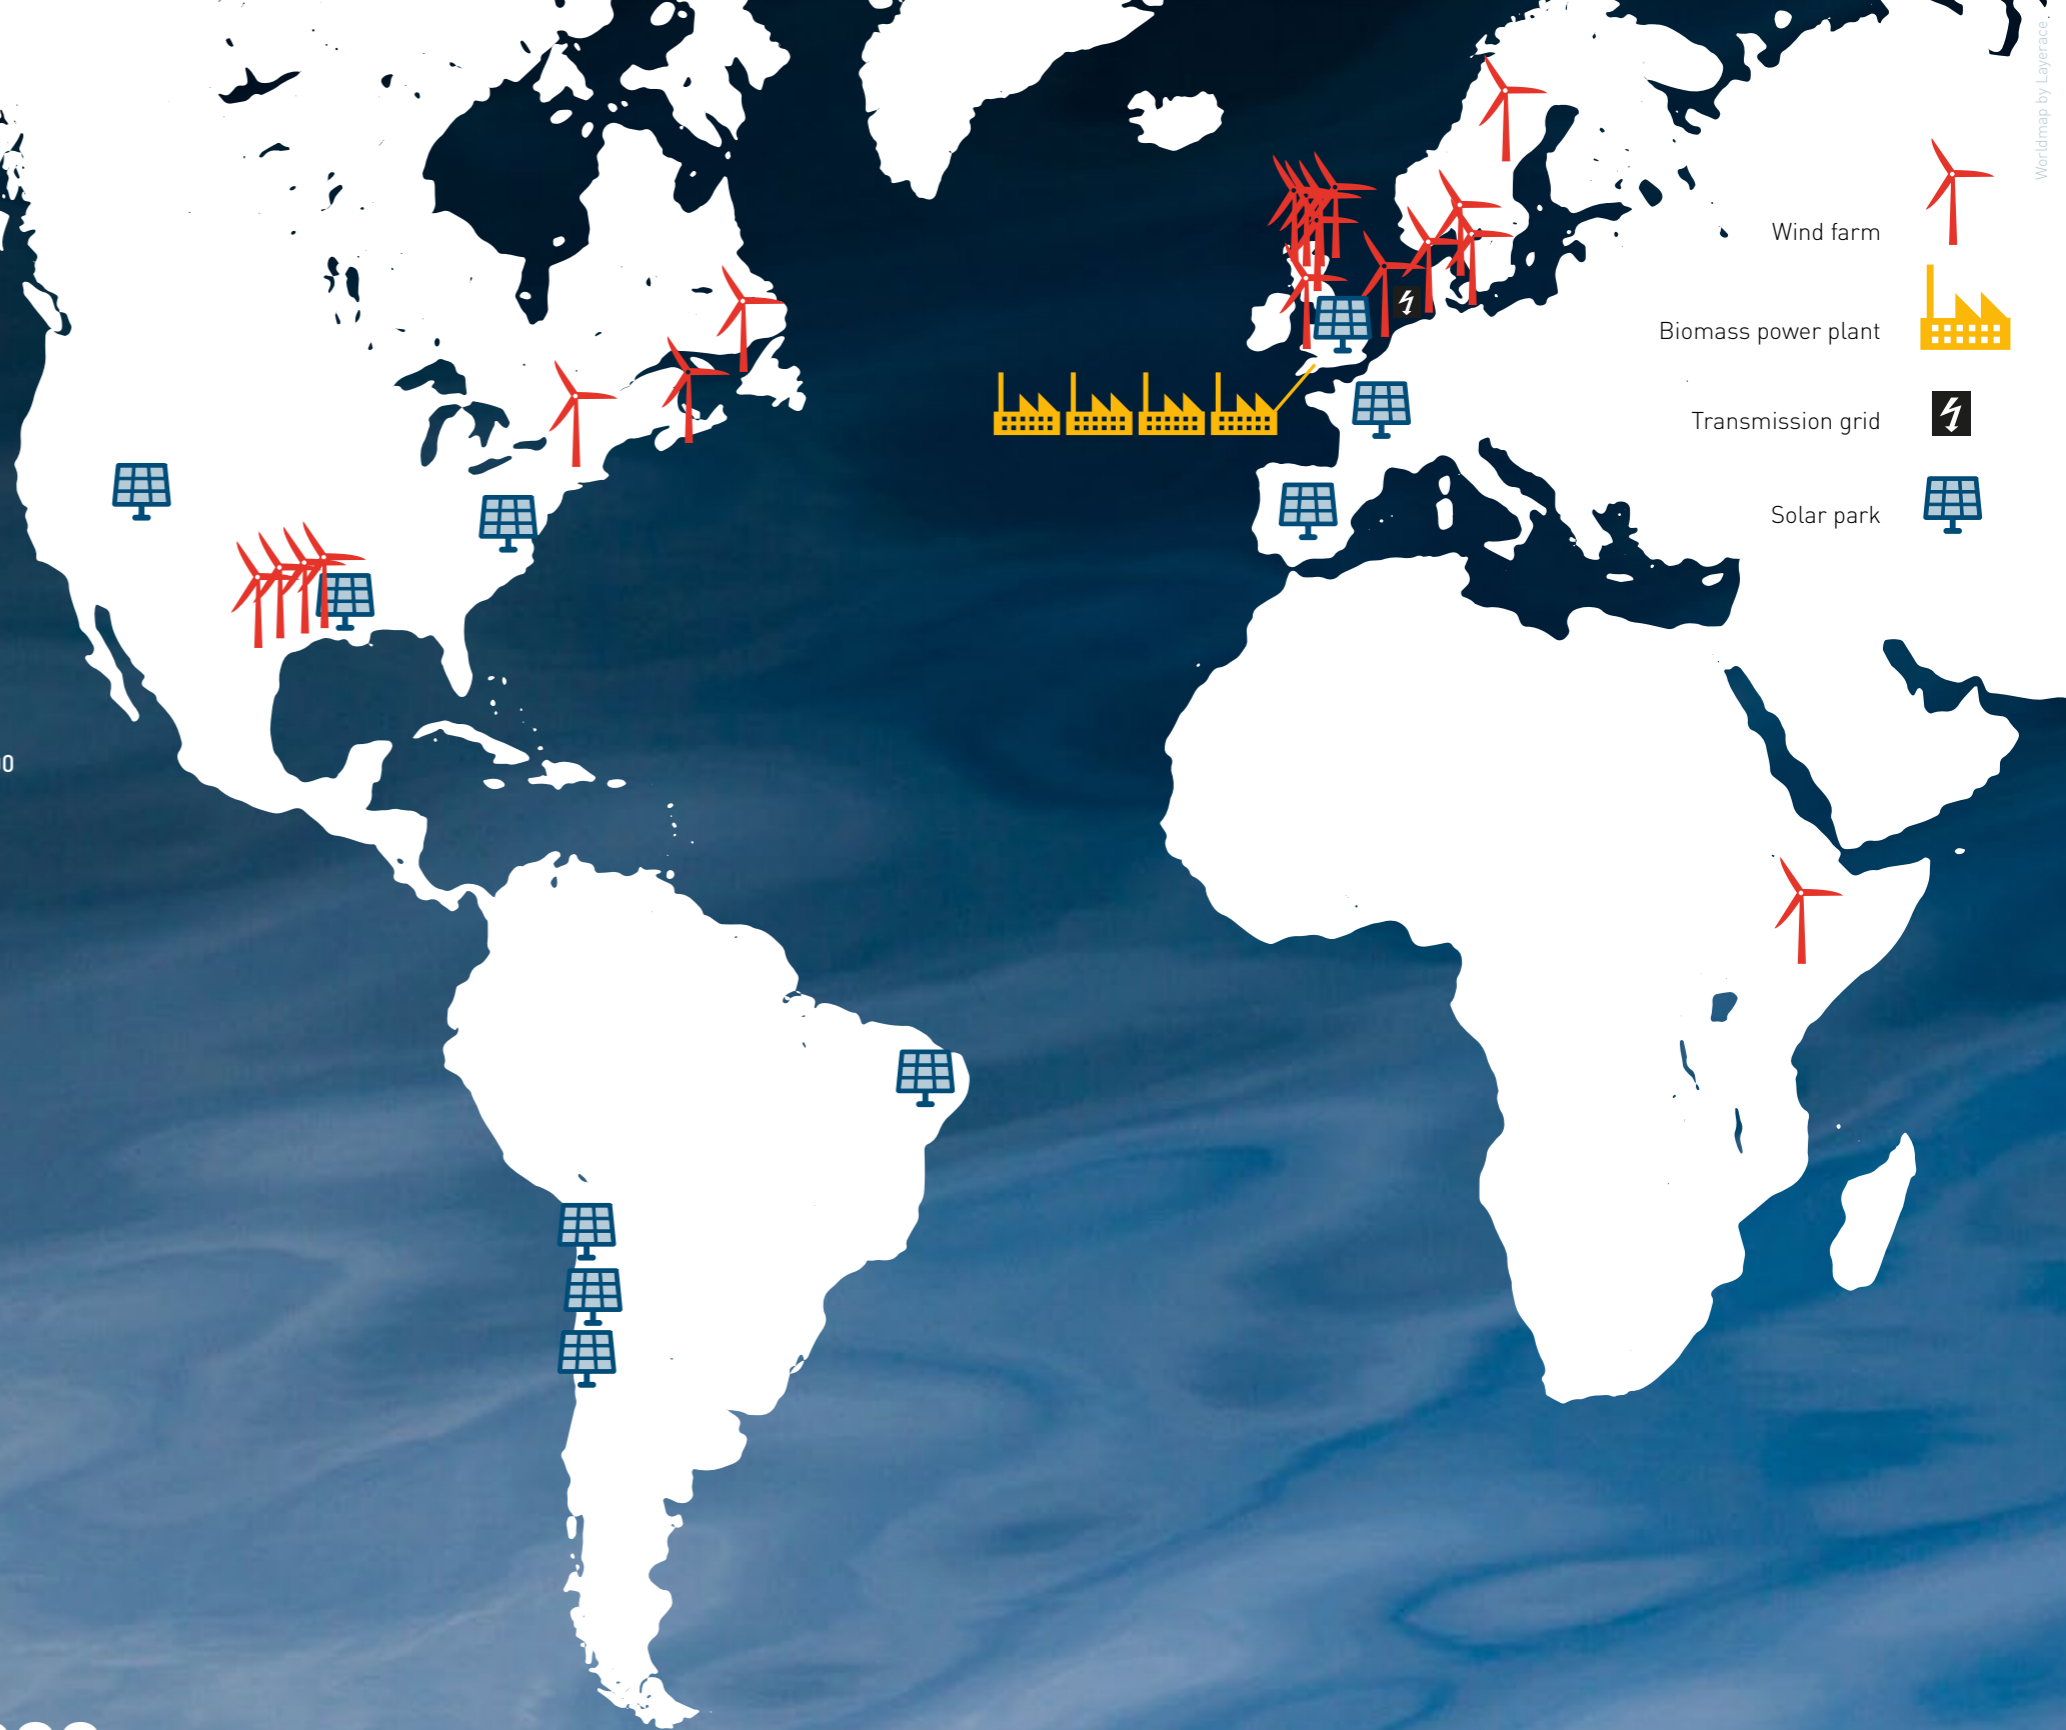 Worldmap by Layerace
Wind farm
Biomass power plant
Transmission grid
Solar park